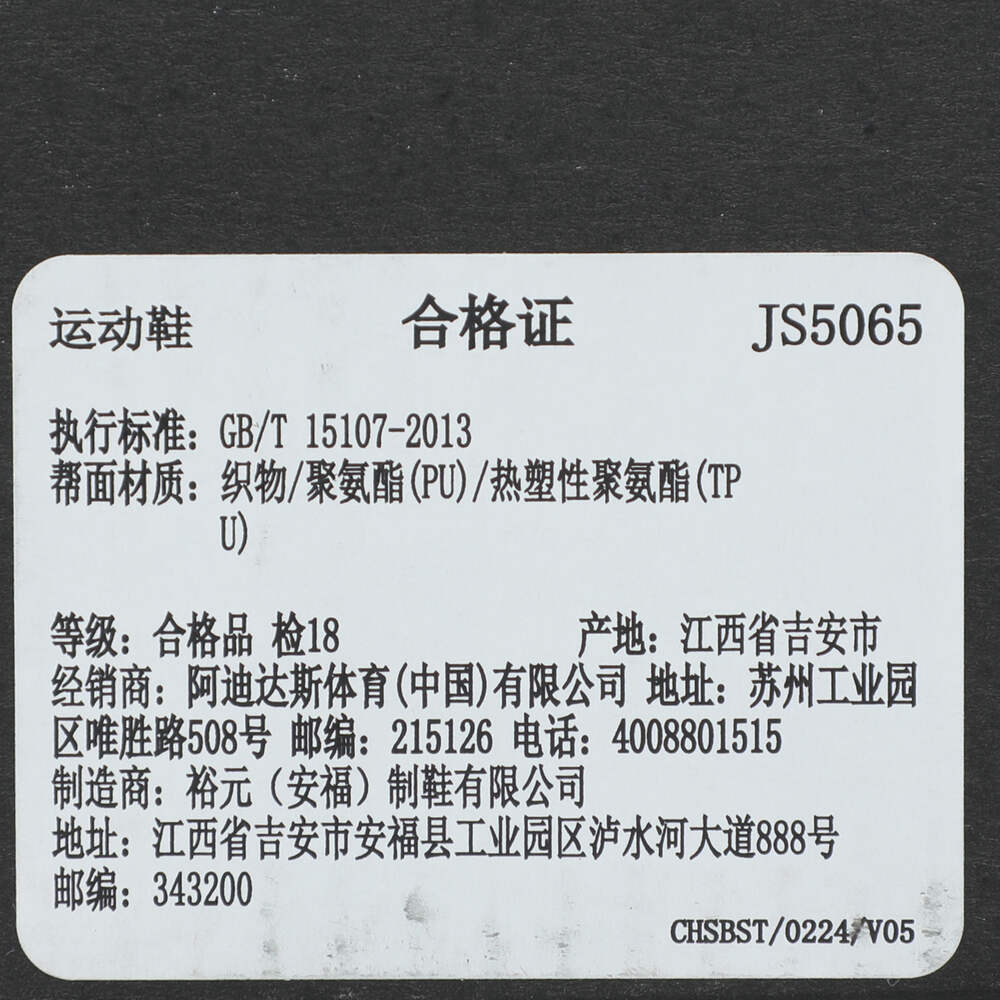 运动鞋 合格证 JS5065
执行标准：GB/T 15107-2013
帮面材质：织物/聚氨酯(PU)/热塑性聚氨酯(TP
U)
等级：合格品 检18 产地：江西省吉安市
经销商：阿迪达斯体育(中国)有限公司 地址：苏州工业园
区唯胜路508号 邮编：215126 电话：4008801515
制造商：裕元（安福）制鞋有限公司
地址：江西省吉安市安福县工业园区泸水河大道888号
邮编：343200
CHSBST/0224/V05